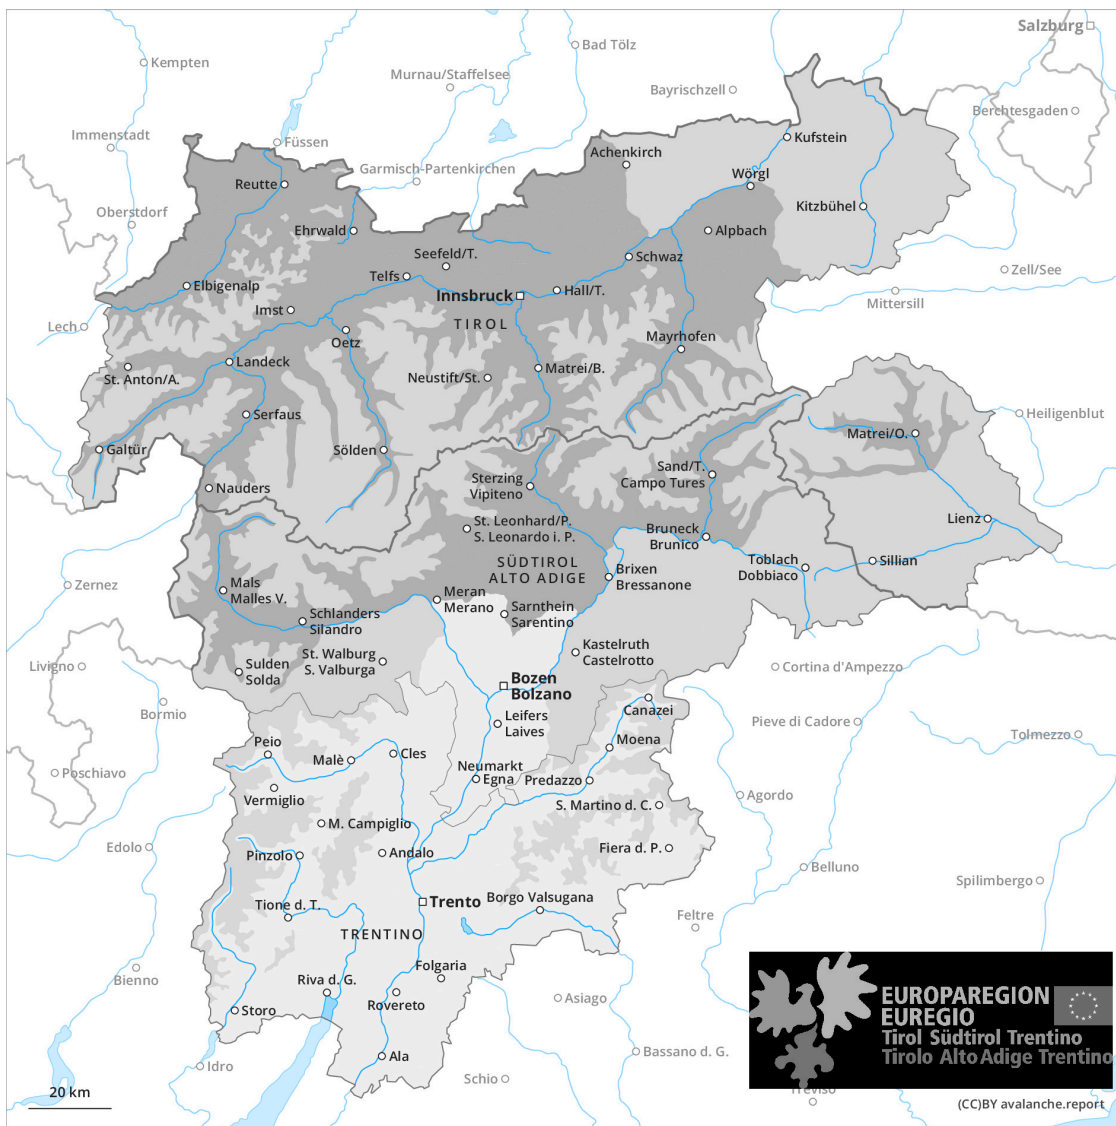 Salzburg
Bad Tölz
Kempten
Murnau/Staffelsee
Bayrischzell
Berchtesgaden
Immenstadt
Füssen
Kufstein
Achenkirch
Garmisch-Partenkirchen
Wörgl
Reutte
Oberstdorf
Kitzbühel
Ehrwald
Alpbach
Seefeld/T.
Schwaz
Zell/See
Telfs
Elbigenalp
Innsbruck
Hall/T.
Mittersill
Imst
TIROL
Lech
Oetz
Mayrhofen
Landeck
Matrei/B.
St. Anton/A.
Neustift/St.
Serfaus
Heiligenblut
Matrei/O.
Galtür
Sölden
Sterzing
Vipiteno
Sand/T.
Campo Tures
Nauders
St. Leonhard/P.
S. Leonardo i. P.
Lienz
Bruneck
Brunico
SÜDTIROL
ALTO ADIGE
Toblach
Dobbiaco
Sillian
Brixen
Bressanone
Zernez
Mals
Malles V.
Meran
Merano
Sarnthein
Sarentino
Schlanders
Silandro
Kastelruth
Castelrotto
St. Walburg
S. Valburga
Livigno
Sulden
Solda
Cortina d'Ampezzo
Bozen
Bolzano
Bormio
Canazei
Leifers
Laives
Pieve di Cadore
Tolmezzo
Peio
Malè
Cles
Moena
Poschiavo
Neumarkt
Egna
Predazzo
Vermiglio
Agordo
S. Martino d. C.
M. Campiglio
Edolo
Pinzolo
Andalo
Fiera d. P.
Belluno
Spilimbergo
Tione d. T.
Trento
Borgo Valsugana
Feltre
TRENTINO
Bienno
Folgaria
Riva d. G.
Rovereto
Asiago
Storo
EUROPAREGION
EUREGIO
Tirol Südtirol Trentino
Tirolo Alto Adige Trentino
Ala
Bassano d. G.
Idro
Schio
Treviso
20 km
(CC)BY avalanche.report